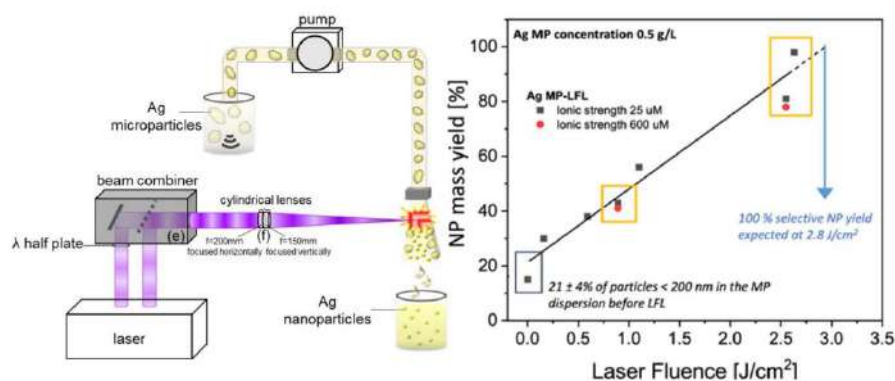 pump
Ag
microparticles
beam combiner
cylindrical lenses
(e)
(f)
f=200mm
focused horizontally
f=150mm
focused vertically
λ half plate
laser
Ag
nanoparticles
Ag MP concentration 0.5 g/L
Ag MP-LFL
Ionic strength 25 uM
Ionic strength 600 uM
100 % selective NP yield
expected at 2.8 J/cm²
21 ± 4% of particles < 200 nm in the MP
dispersion before LFL
NP mass yield [%]
100
80
60
40
20
0
0.0 0.5 1.0 1.5 2.0 2.5 3.0 3.5
Laser Fluence [J/cm²]